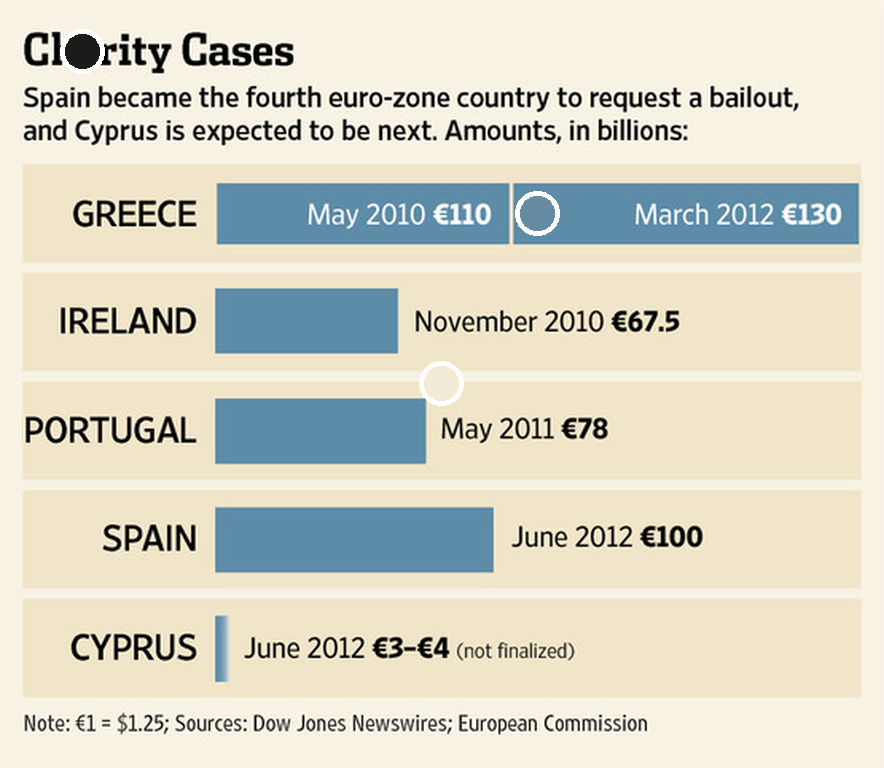 Cases
Spain became the fourth euro-zone country to request a bailout,
and Cyprus is expected to be next. Amounts, in billions:
GREECE May 2010 €110 March 2012 €130
IRELAND November 2010 €67.5
PORTUGAL May 2011 €78
SPAIN June 2012 €100
CYPRUS June 2012 €3–€4 (not finalized)
Note: €1 = $1.25; Sources: Dow Jones Newswires; European Commission